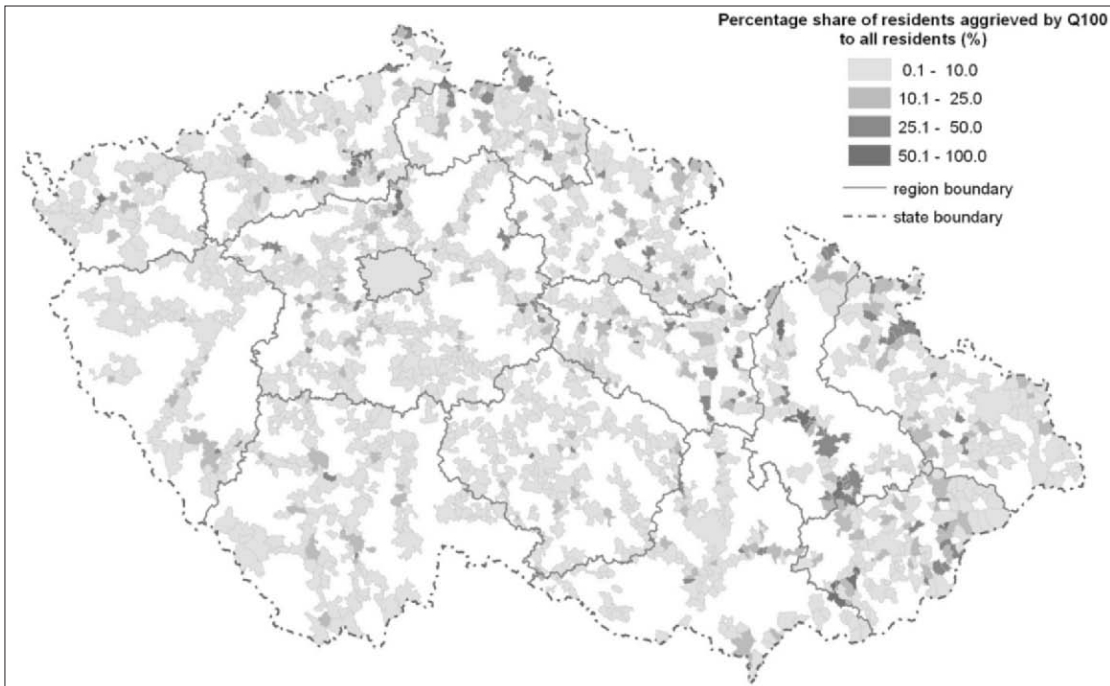 Percentage share of residents aggrieved by Q100
to all residents (%)
0.1 - 10.0
10.1 - 25.0
25.1 - 50.0
50.1 - 100.0
region boundary
state boundary